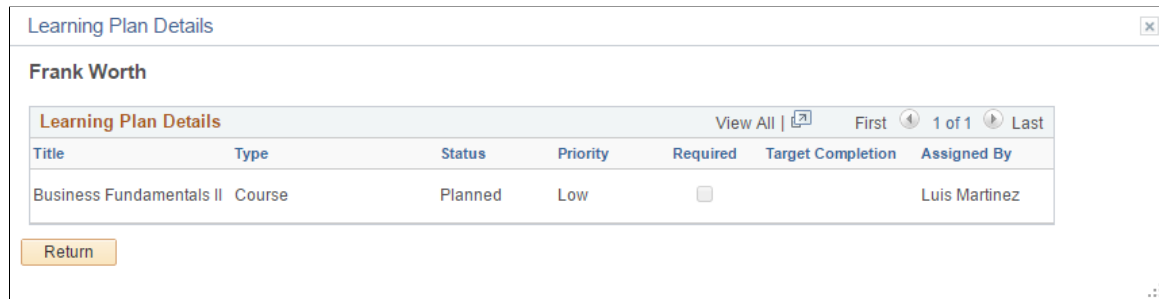 Learning Plan Details
Frank Worth
Learning Plan Details View All | First 1 of 1 Last
Title Type Status Priority Required Target Completion Assigned By
Business Fundamentals II Course Planned Low Luis Martinez
Return